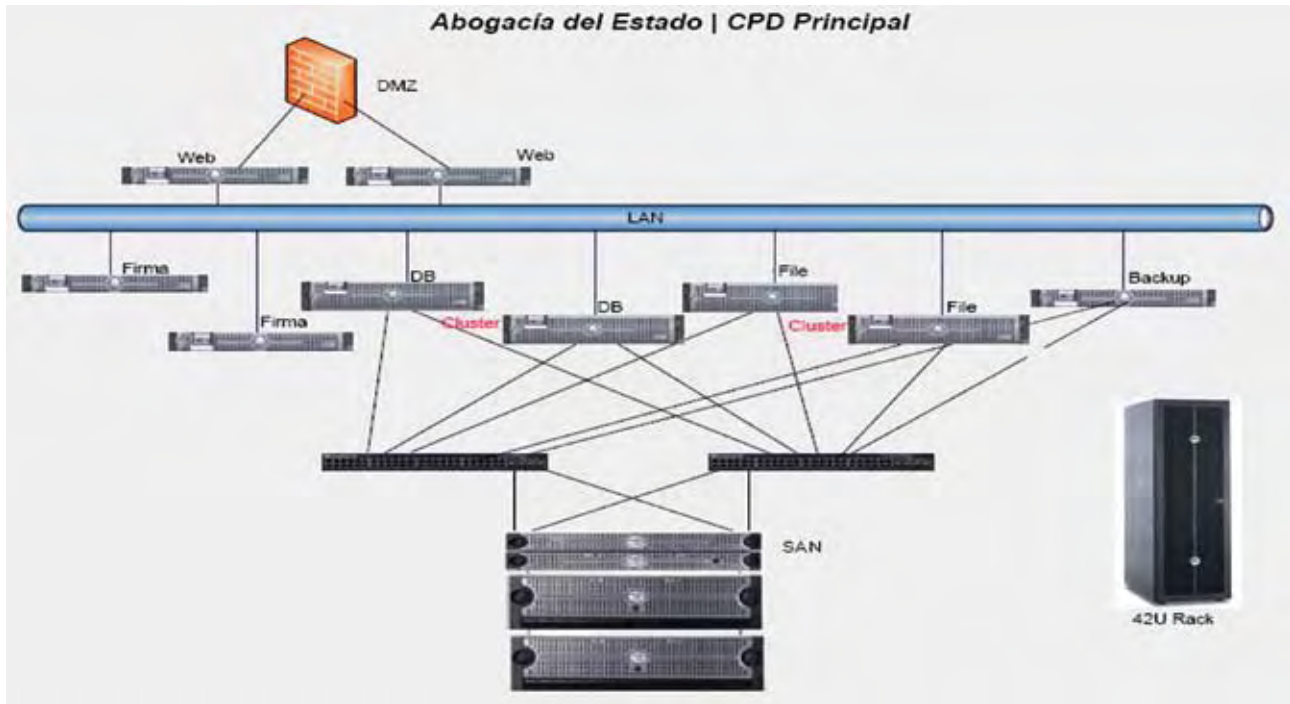 Abogacía del Estado | CPD Principal
DMZ
Web
Web
LAN
Firma
DB
File
Backup
Firma
Cluster
DB
Cluster
File
SAN
42U Rack